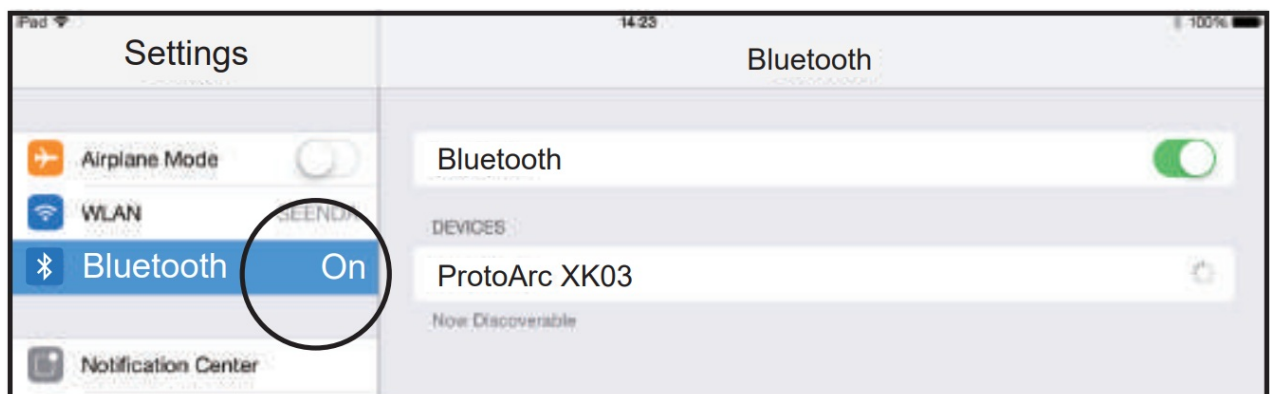 iPad 14:23 100%
Settings
Bluetooth
Airplane Mode
WLAN SEENDA
Bluetooth On
Notification Center
Bluetooth
DEVICES
ProtoArc XK03
Now Discoverable